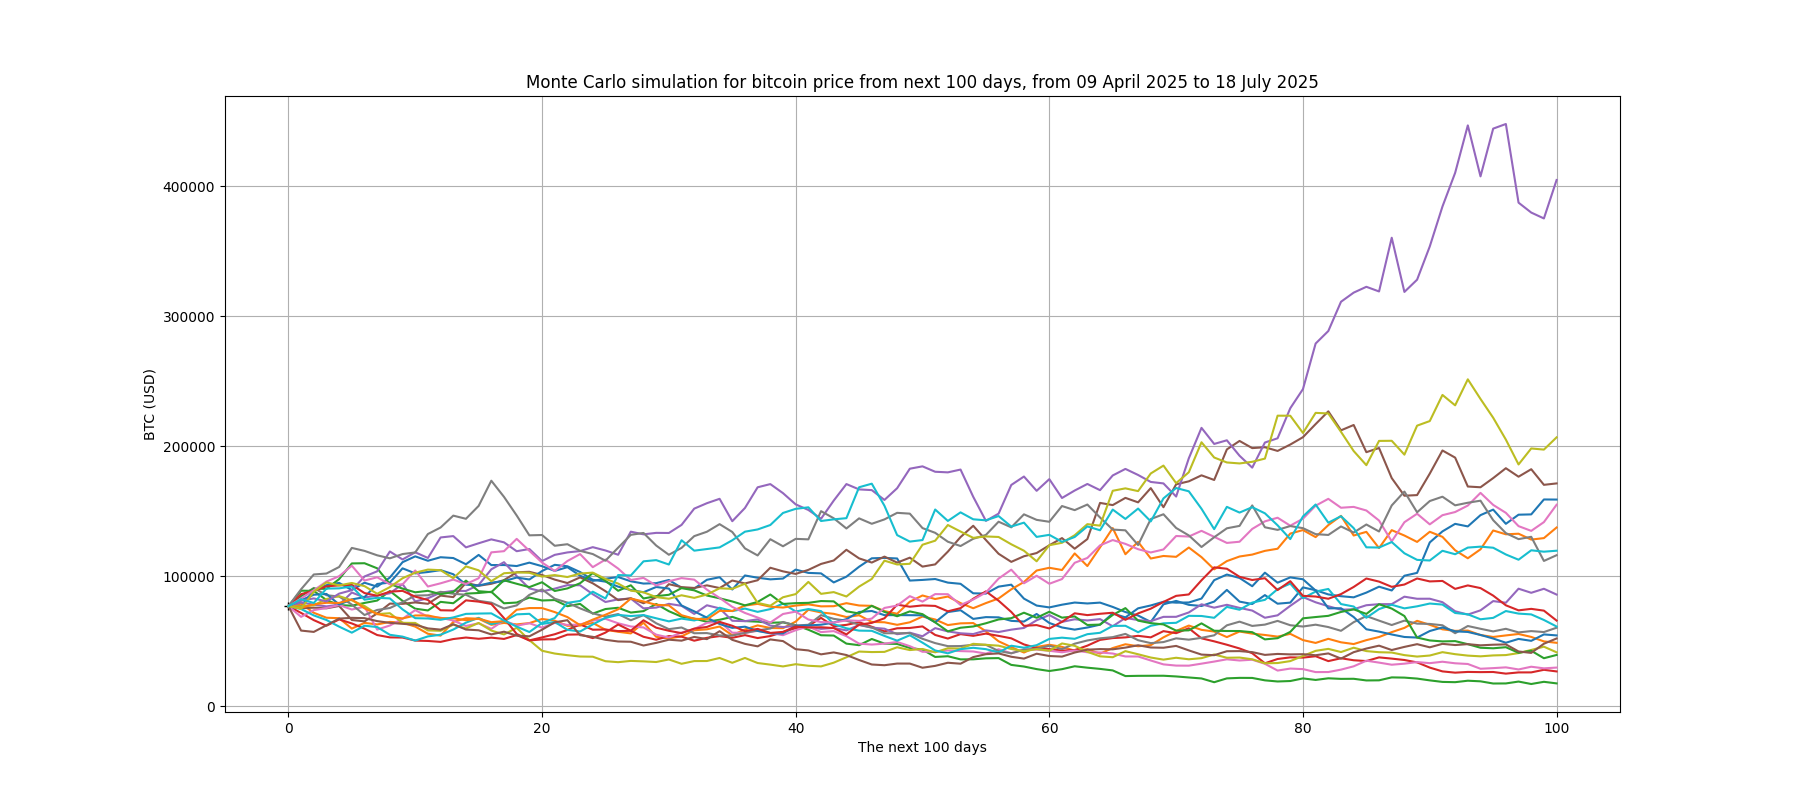 Monte Carlo simulation for bitcoin price from next 100 days, from 09 April 2025 to 18 July 2025
BTC (USD)
400000
300000
200000
100000
0
0 20 40 60 80 100
The next 100 days